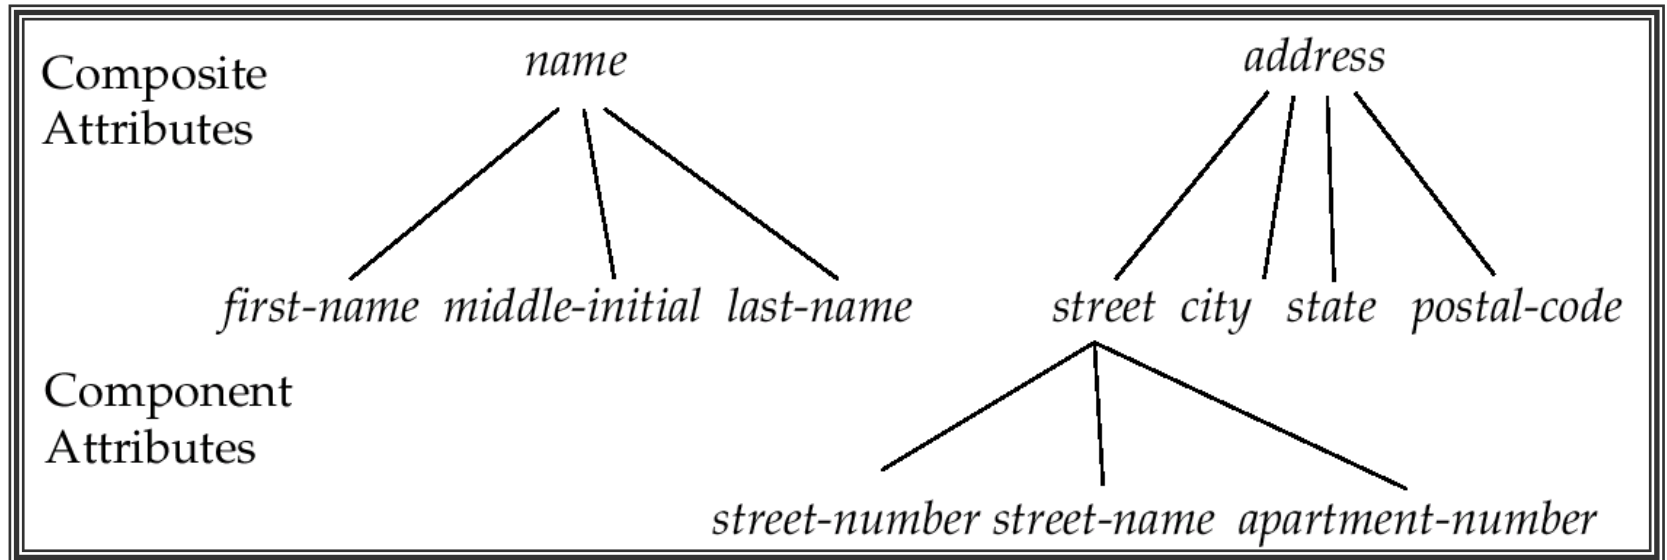 Composite
Attributes
name
address
first-name middle-initial last-name
street city state postal-code
Component
Attributes
street-number street-name apartment-number